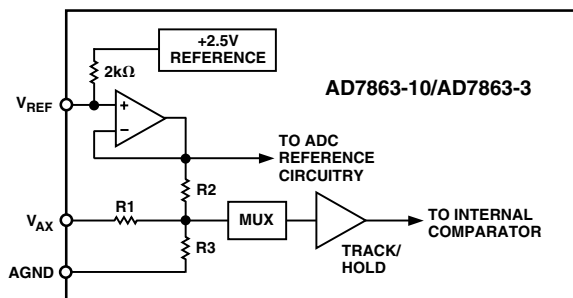 +2.5V
REFERENCE
2kΩ
AD7863-10/AD7863-3
VREF
+
–
TO ADC
REFERENCE
CIRCUITRY
R2
VAX
R1
MUX
TO INTERNAL
COMPARATOR
R3
TRACK/
HOLD
AGND